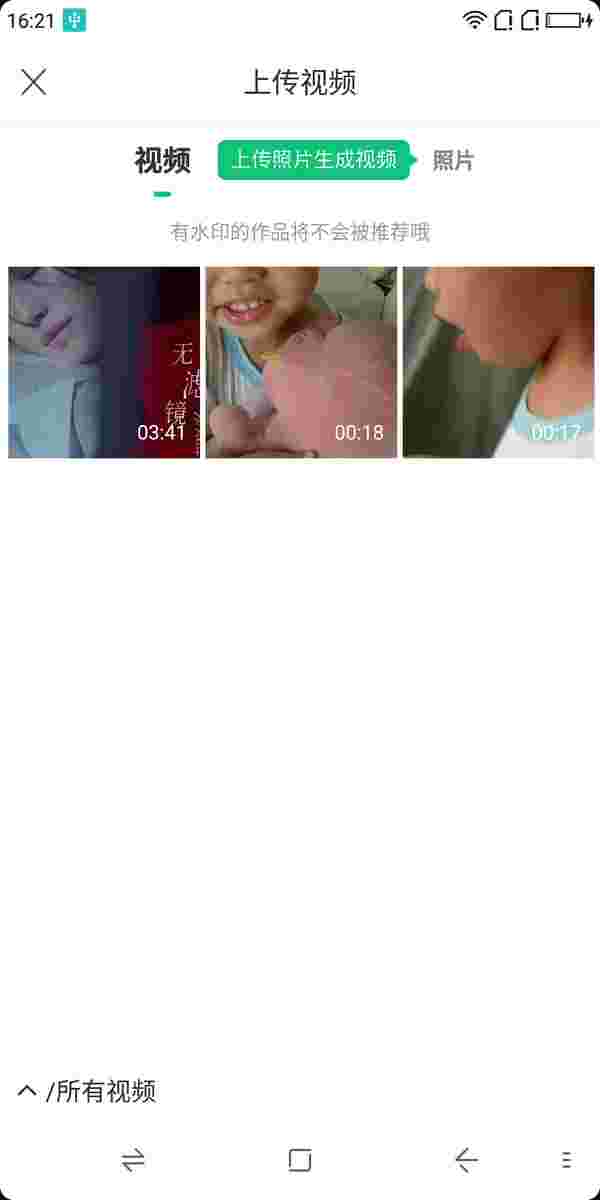 16:21
上传视频
视频 上传照片生成视频 照片
有水印的作品将不会被推荐哦
无
滤
镜
03:41 00:18 00:17
/所有视频